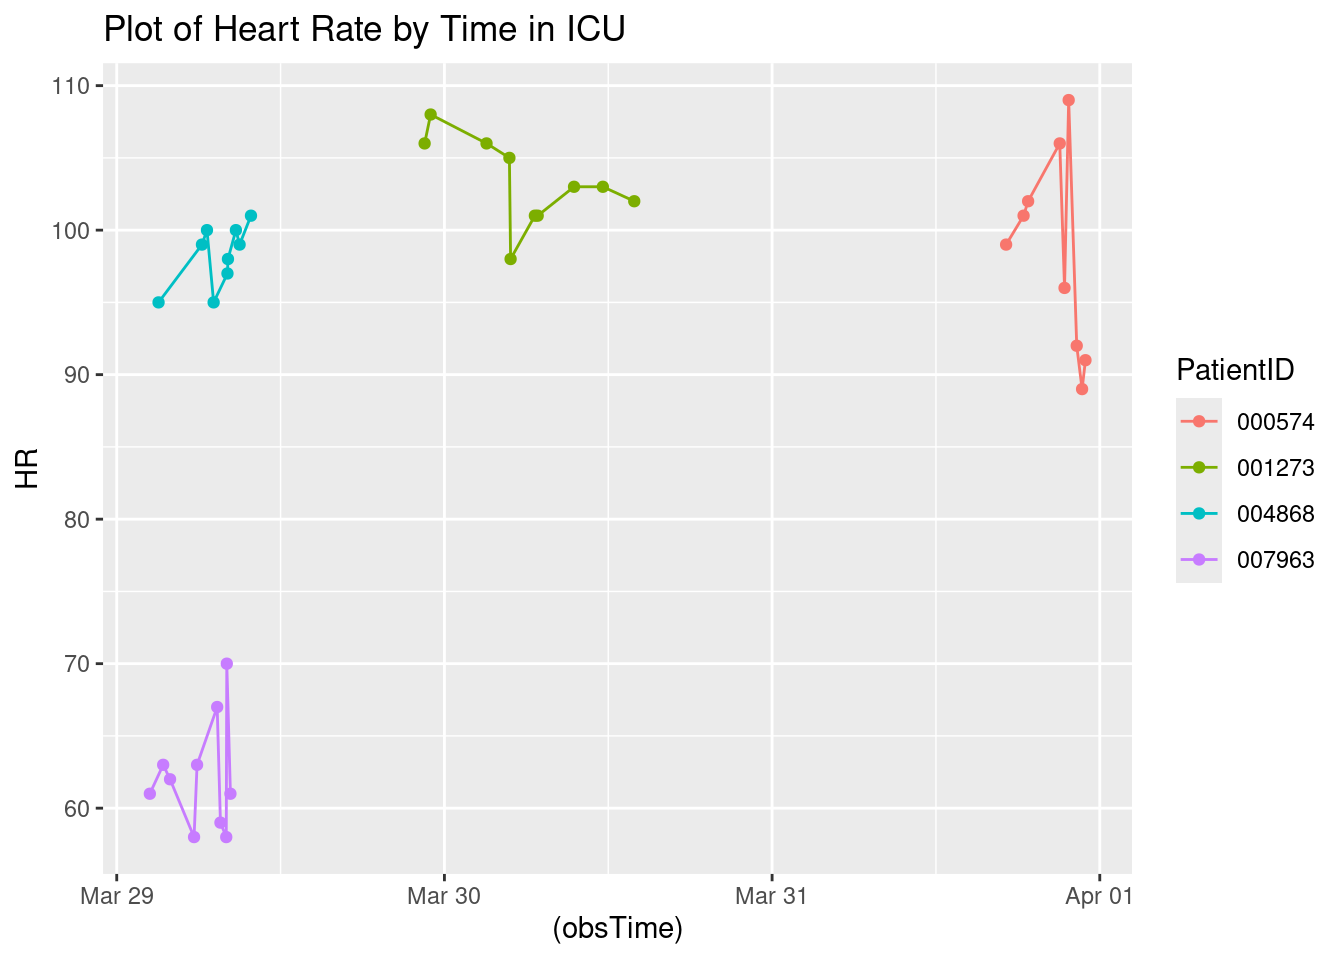 Plot of Heart Rate by Time in ICU
110
100
90
80
70
60
HR
Mar 29
Mar 30
Mar 31
Apr 01
(obsTime)
PatientID
000574
001273
004868
007963